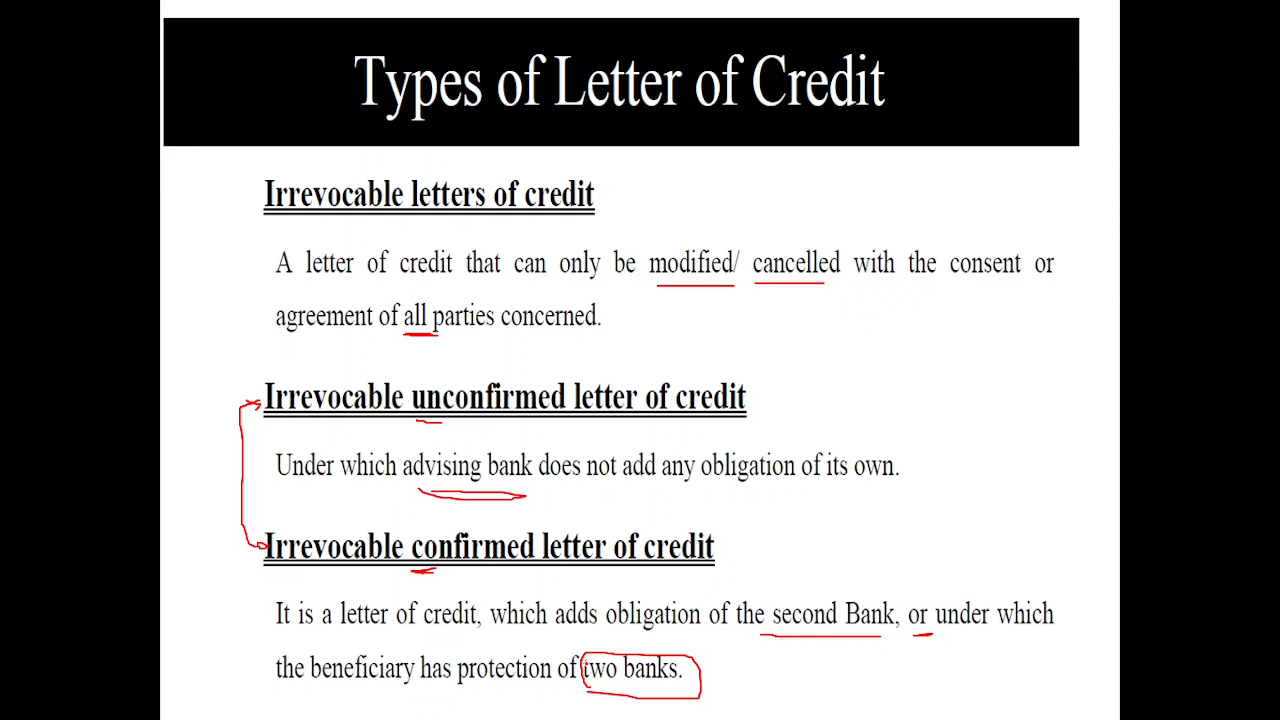 Types of Letter of Credit
Irrevocable letters of credit
A letter of credit that can only be modified/ cancelled with the consent or
agreement of all parties concerned.
Irrevocable unconfirmed letter of credit
Under which advising bank does not add any obligation of its own.
Irrevocable confirmed letter of credit
It is a letter of credit, which adds obligation of the second Bank, or under which
the beneficiary has protection of two banks.